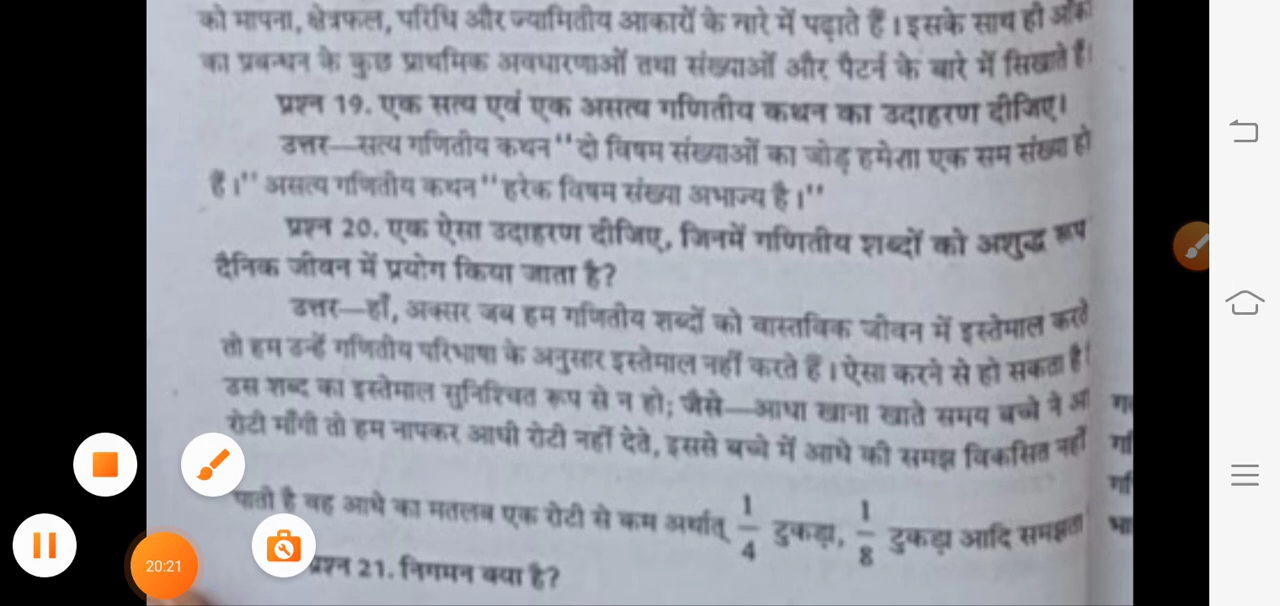 को मापना, क्षेत्रफल, परिधि और ज्यामितीय आकारों के बारे में पढ़ाते हैं। इसके साथ ही
का प्रबन्धन के कुछ प्राथमिक अवधारणाओं तथा संख्याओं और पैटर्न के बारे में सिखाते हैं।
प्रश्न 19. एक सत्य एवं एक असत्य गणितीय कथन का उदाहरण दीजिए।
उत्तर—सत्य गणितीय कथन "दो विषम संख्याओं का जोड़ हमेशा एक सम संख्या हो
है।" असत्य गणितीय कथन "हरेक विषम संख्या अभाज्य है।"
प्रश्न 20. एक ऐसा उदाहरण दीजिए, जिनमें गणितीय शब्दों को अशुद्ध रूप
दैनिक जीवन में प्रयोग किया जाता है?
उत्तर—हाँ, अक्सर जब हम गणितीय शब्दों को वास्तविक जीवन में इस्तेमाल करते
तो हम उन्हें गणितीय परिभाषा के अनुसार इस्तेमाल नहीं करते हैं। ऐसा करने से हो सकता है
उस शब्द का इस्तेमाल सुनिश्चित रूप से न हो; जैसे—आधा खाना खाते समय बच्चे ने आ
रोटी माँगी तो हम नापकर आधी रोटी नहीं देते, इससे बच्चे में आधे की समझ विकसित नहीं
पाती है वह आधे का मतलब एक रोटी से कम अर्थात् 1/4 टुकड़ा, 1/8 टुकड़ा आदि समझता
प्रश्न 21. निगमन क्या है?
20:21